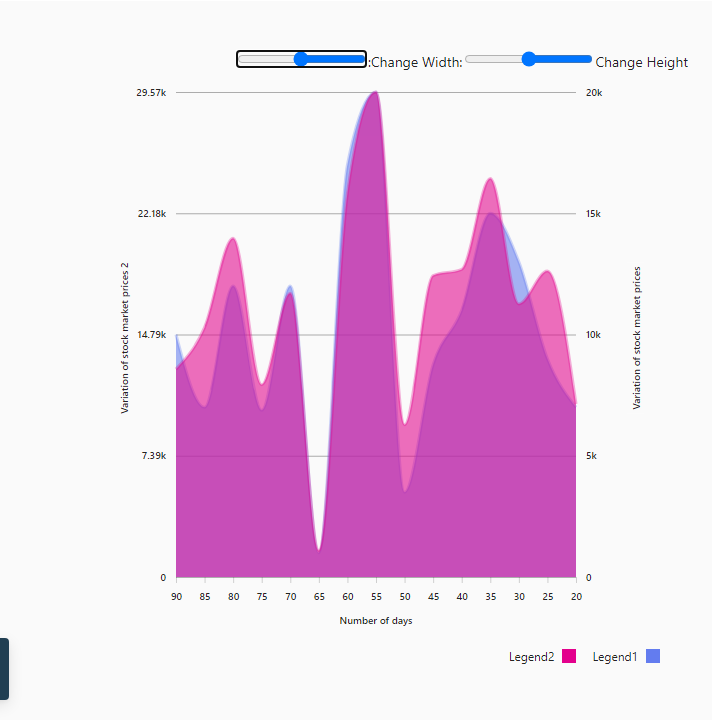 :Change Width: Change Height
29.57k 20k
22.18k 15k
14.79k 10k
7.39k 5k
0 0
Variation of stock market prices 2
Variation of stock market prices
90 85 80 75 70 65 60 55 50 45 40 35 30 25 20
Number of days
Legend2 Legend1